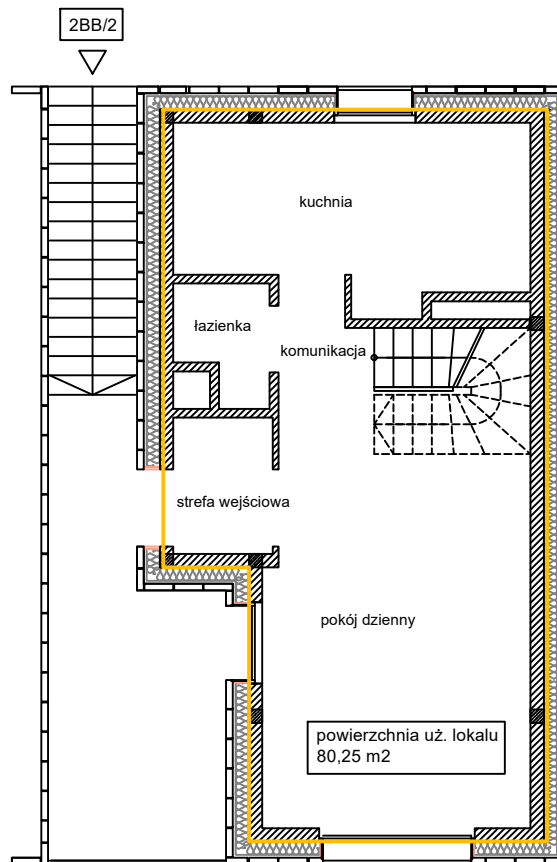 2BB/2
kuchnia
łazienka
komunikacja
strefa wejściowa
pokój dzienny
powierzchnia uż. lokalu
80,25 m2